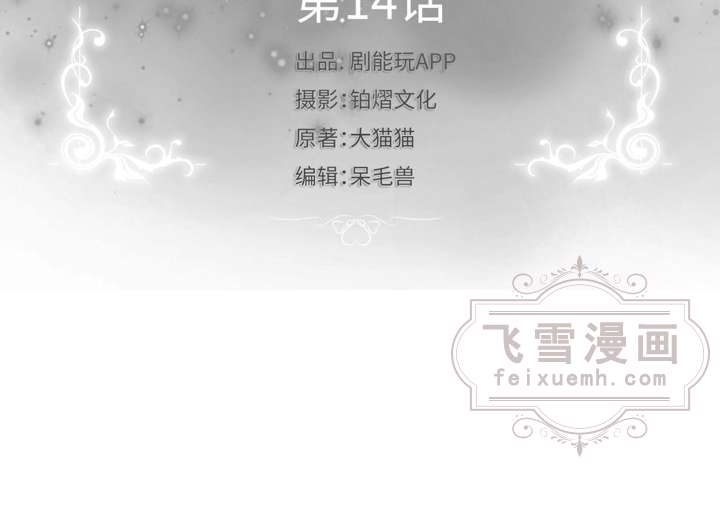 第14话
出品：剧能玩APP
摄影：铂熠文化
原著：大猫猫
编辑：呆毛兽
飞雪漫画
feixuemh.com